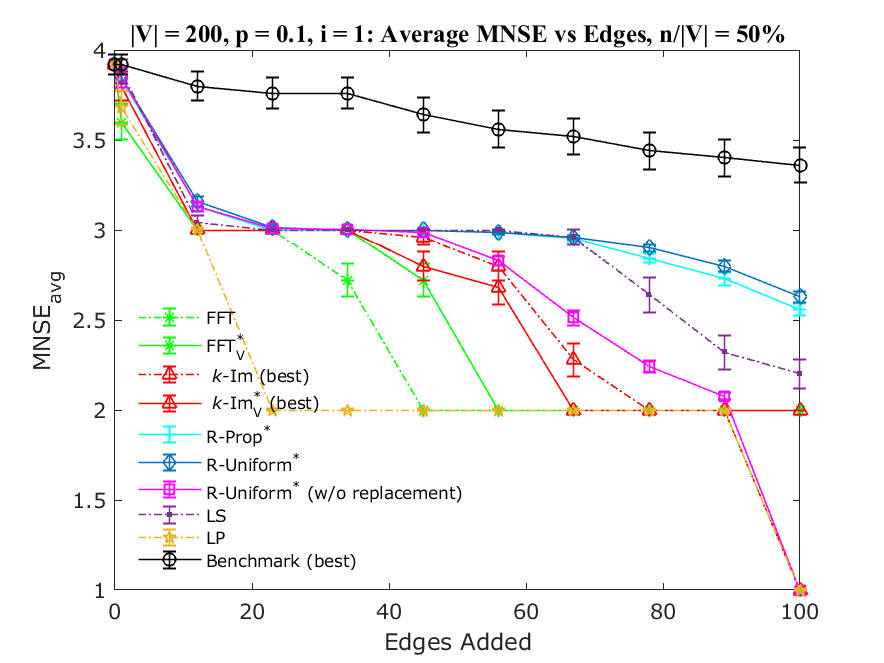 |V| = 200, p = 0.1, i = 1: Average MNSE vs Edges, n/|V| = 50%
4
3.5
3
2.5
2
1.5
1
MNSE_avg
FFT
FFT*_V
k-Im (best)
k-Im*_V (best)
R-Prop*
R-Uniform*
R-Uniform* (w/o replacement)
LS
LP
Benchmark (best)
0 20 40 60 80 100
Edges Added